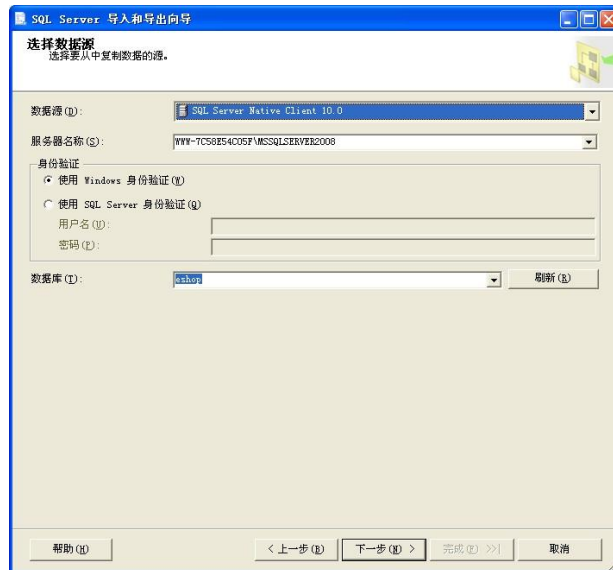 SQL Server 导入和导出向导
选择数据源
选择要从中复制数据的源。
数据源(D): SQL Server Native Client 10.0
服务器名称(S): WWW-7C58E54C05F\MSSQLSERVER2008
身份验证
使用 Windows 身份验证(W)
使用 SQL Server 身份验证(Q)
用户名(U):
密码(P):
数据库(T): eshop 刷新(R)
帮助(H) < 上一步(B) 下一步(N) > 完成(F) >>| 取消